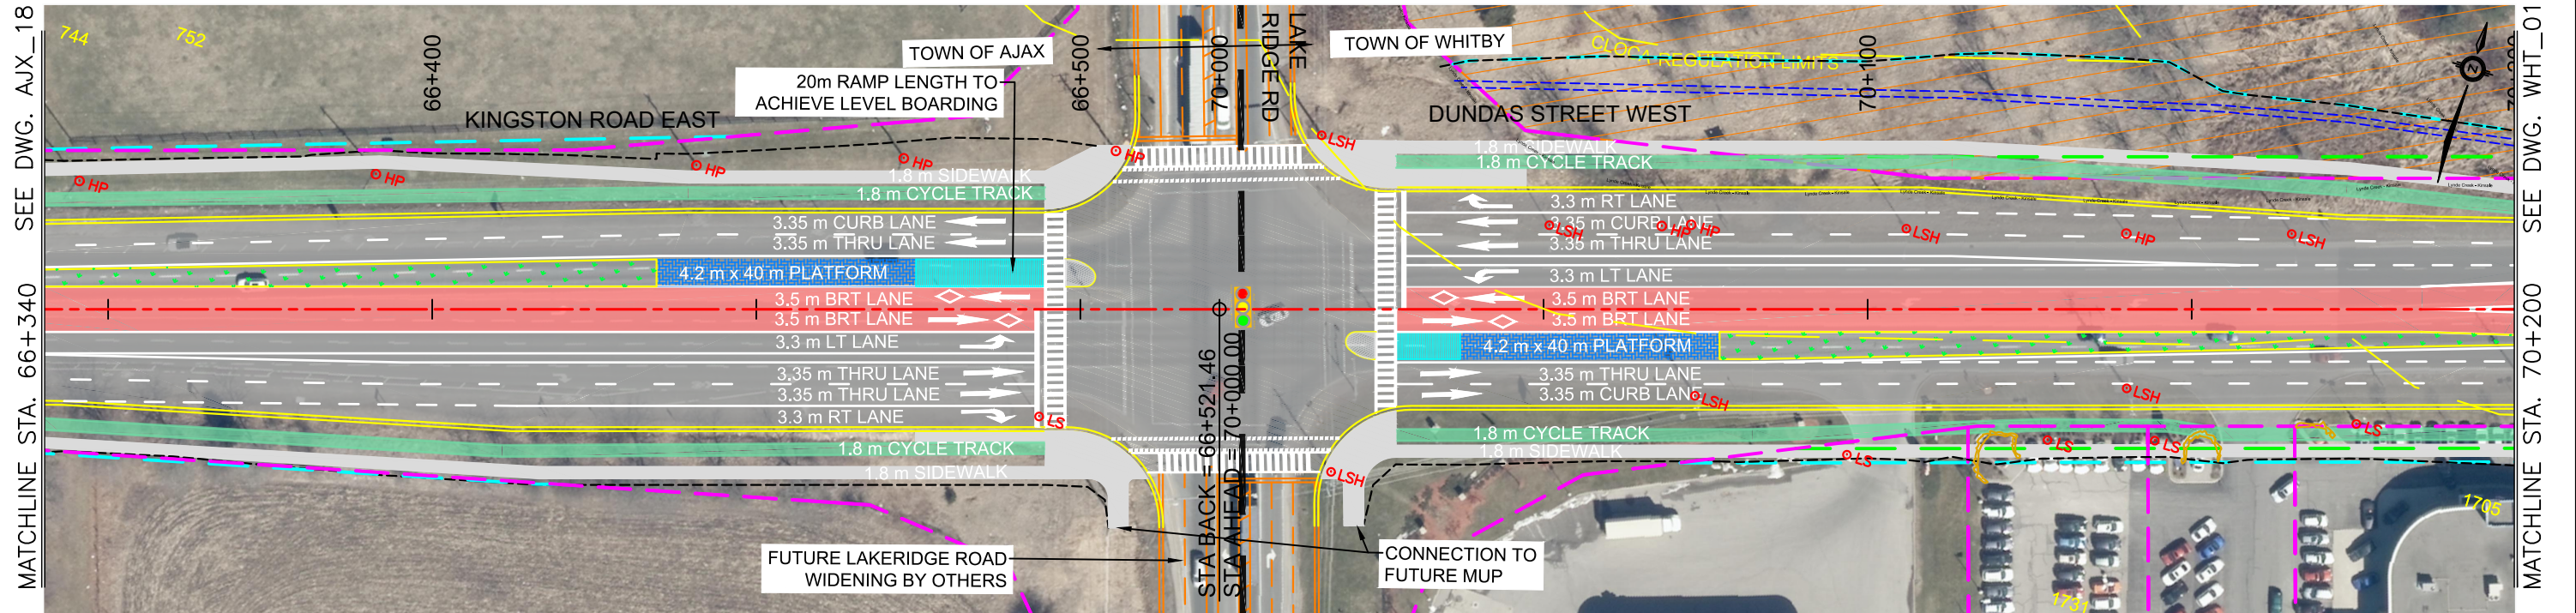 MATCHLINE STA. 66+340 SEE DWG. AJX_18
744
752
66+400
KINGSTON ROAD EAST
TOWN OF AJAX
20m RAMP LENGTH TO
ACHIEVE LEVEL BOARDING
66+500
70+000
LAKE
RIDGE RD
TOWN OF WHITBY
DUNDAS STREET WEST
CLOCA REGULATION LIMITS
70+100
MATCHLINE STA. 70+200 SEE DWG. WHT_01
N
HP
HP
HP
HP
HP
LSH
1.8 m SIDEWALK
1.8 m CYCLE TRACK
3.35 m CURB LANE
3.35 m THRU LANE
4.2 m x 40 m PLATFORM
3.5 m BRT LANE
3.5 m BRT LANE
3.3 m LT LANE
3.35 m THRU LANE
3.35 m THRU LANE
3.3 m RT LANE
LS
1.8 m CYCLE TRACK
1.8 m SIDEWALK
1.8 m SIDEWALK
1.8 m CYCLE TRACK
Lynde Creek - Kinsale
3.3 m RT LANE
3.35 m CURB LANE
3.35 m THRU LANE
LSH
HP
HP
LSH
HP
LSH
3.3 m LT LANE
3.5 m BRT LANE
3.5 m BRT LANE
4.2 m x 40 m PLATFORM
3.35 m THRU LANE
3.35 m CURB LANE
LSH
LSH
1.8 m CYCLE TRACK
1.8 m SIDEWALK
LSH
LS
LS
LS
LS
STA BACK = 66+521.46
STA AHEAD = 70+000.00
FUTURE LAKERIDGE ROAD
WIDENING BY OTHERS
CONNECTION TO
FUTURE MUP
1705
1731